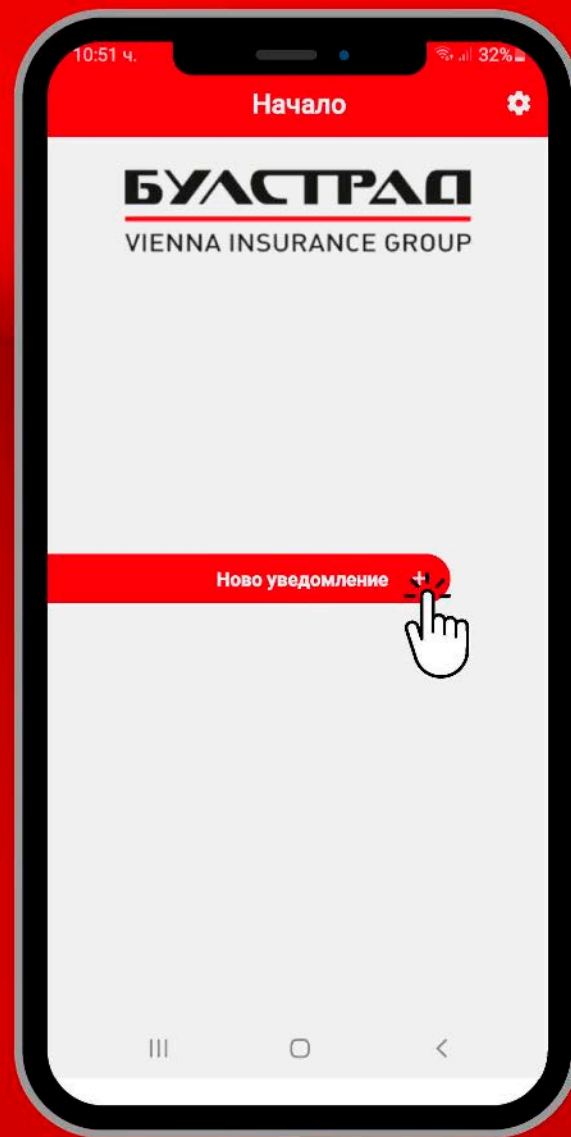 10:51 ч.
32%
Начало
БУЛСТРАД
VIENNA INSURANCE GROUP
Ново уведомление +